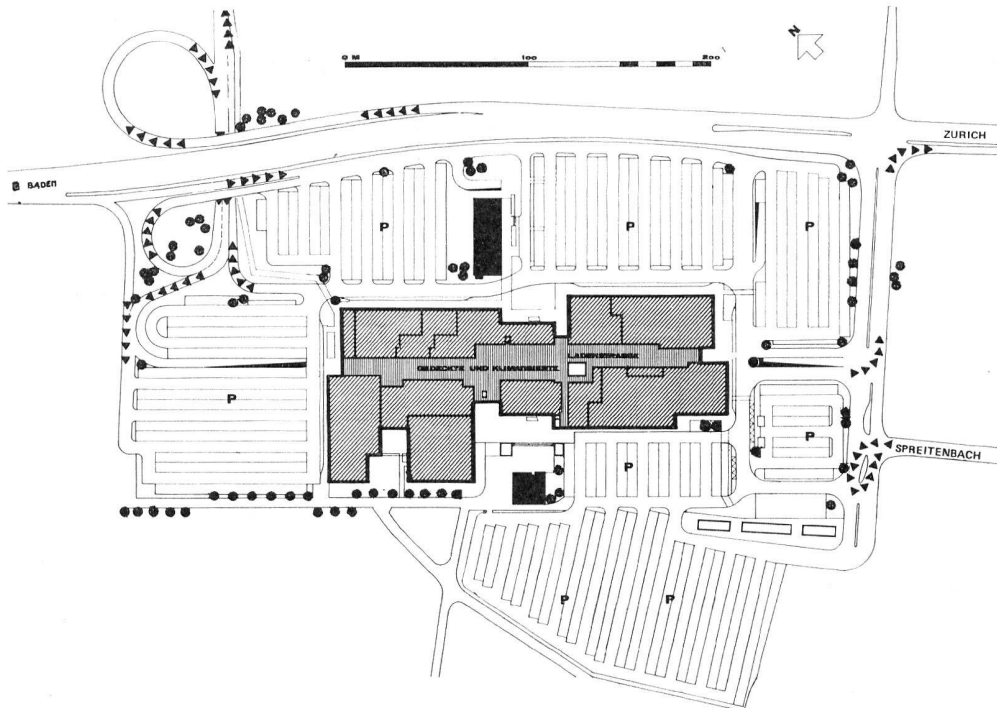 N
0 M 100 200
ZURICH
BADEN
P
P
P
LADENSTRASSE
GEDECKTE UND KLIMATISIERTE
P
P
SPREITENBACH
P
P
P